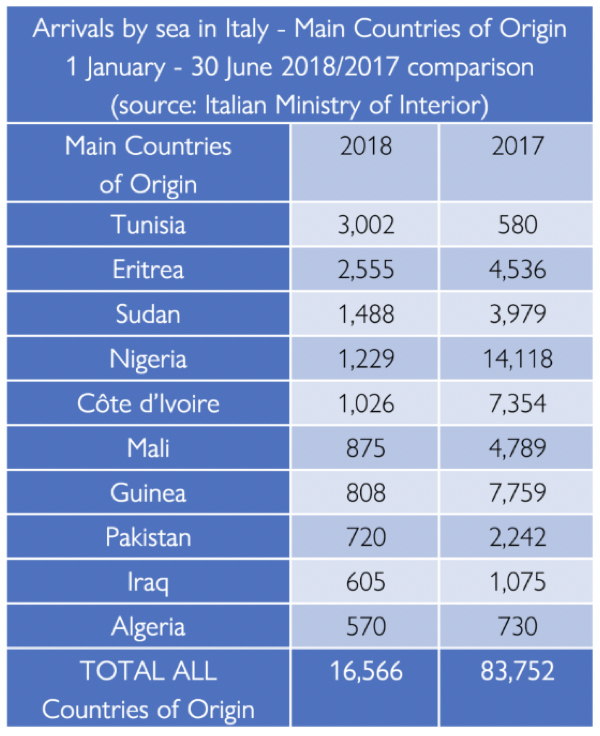 Arrivals by sea in Italy - Main Countries of Origin
1 January - 30 June 2018/2017 comparison
(source: Italian Ministry of Interior)
Main Countries
of Origin 2018 2017
Tunisia 3,002 580
Eritrea 2,555 4,536
Sudan 1,488 3,979
Nigeria 1,229 14,118
Côte d’Ivoire 1,026 7,354
Mali 875 4,789
Guinea 808 7,759
Pakistan 720 2,242
Iraq 605 1,075
Algeria 570 730
TOTAL ALL 16,566 83,752
Countries of Origin